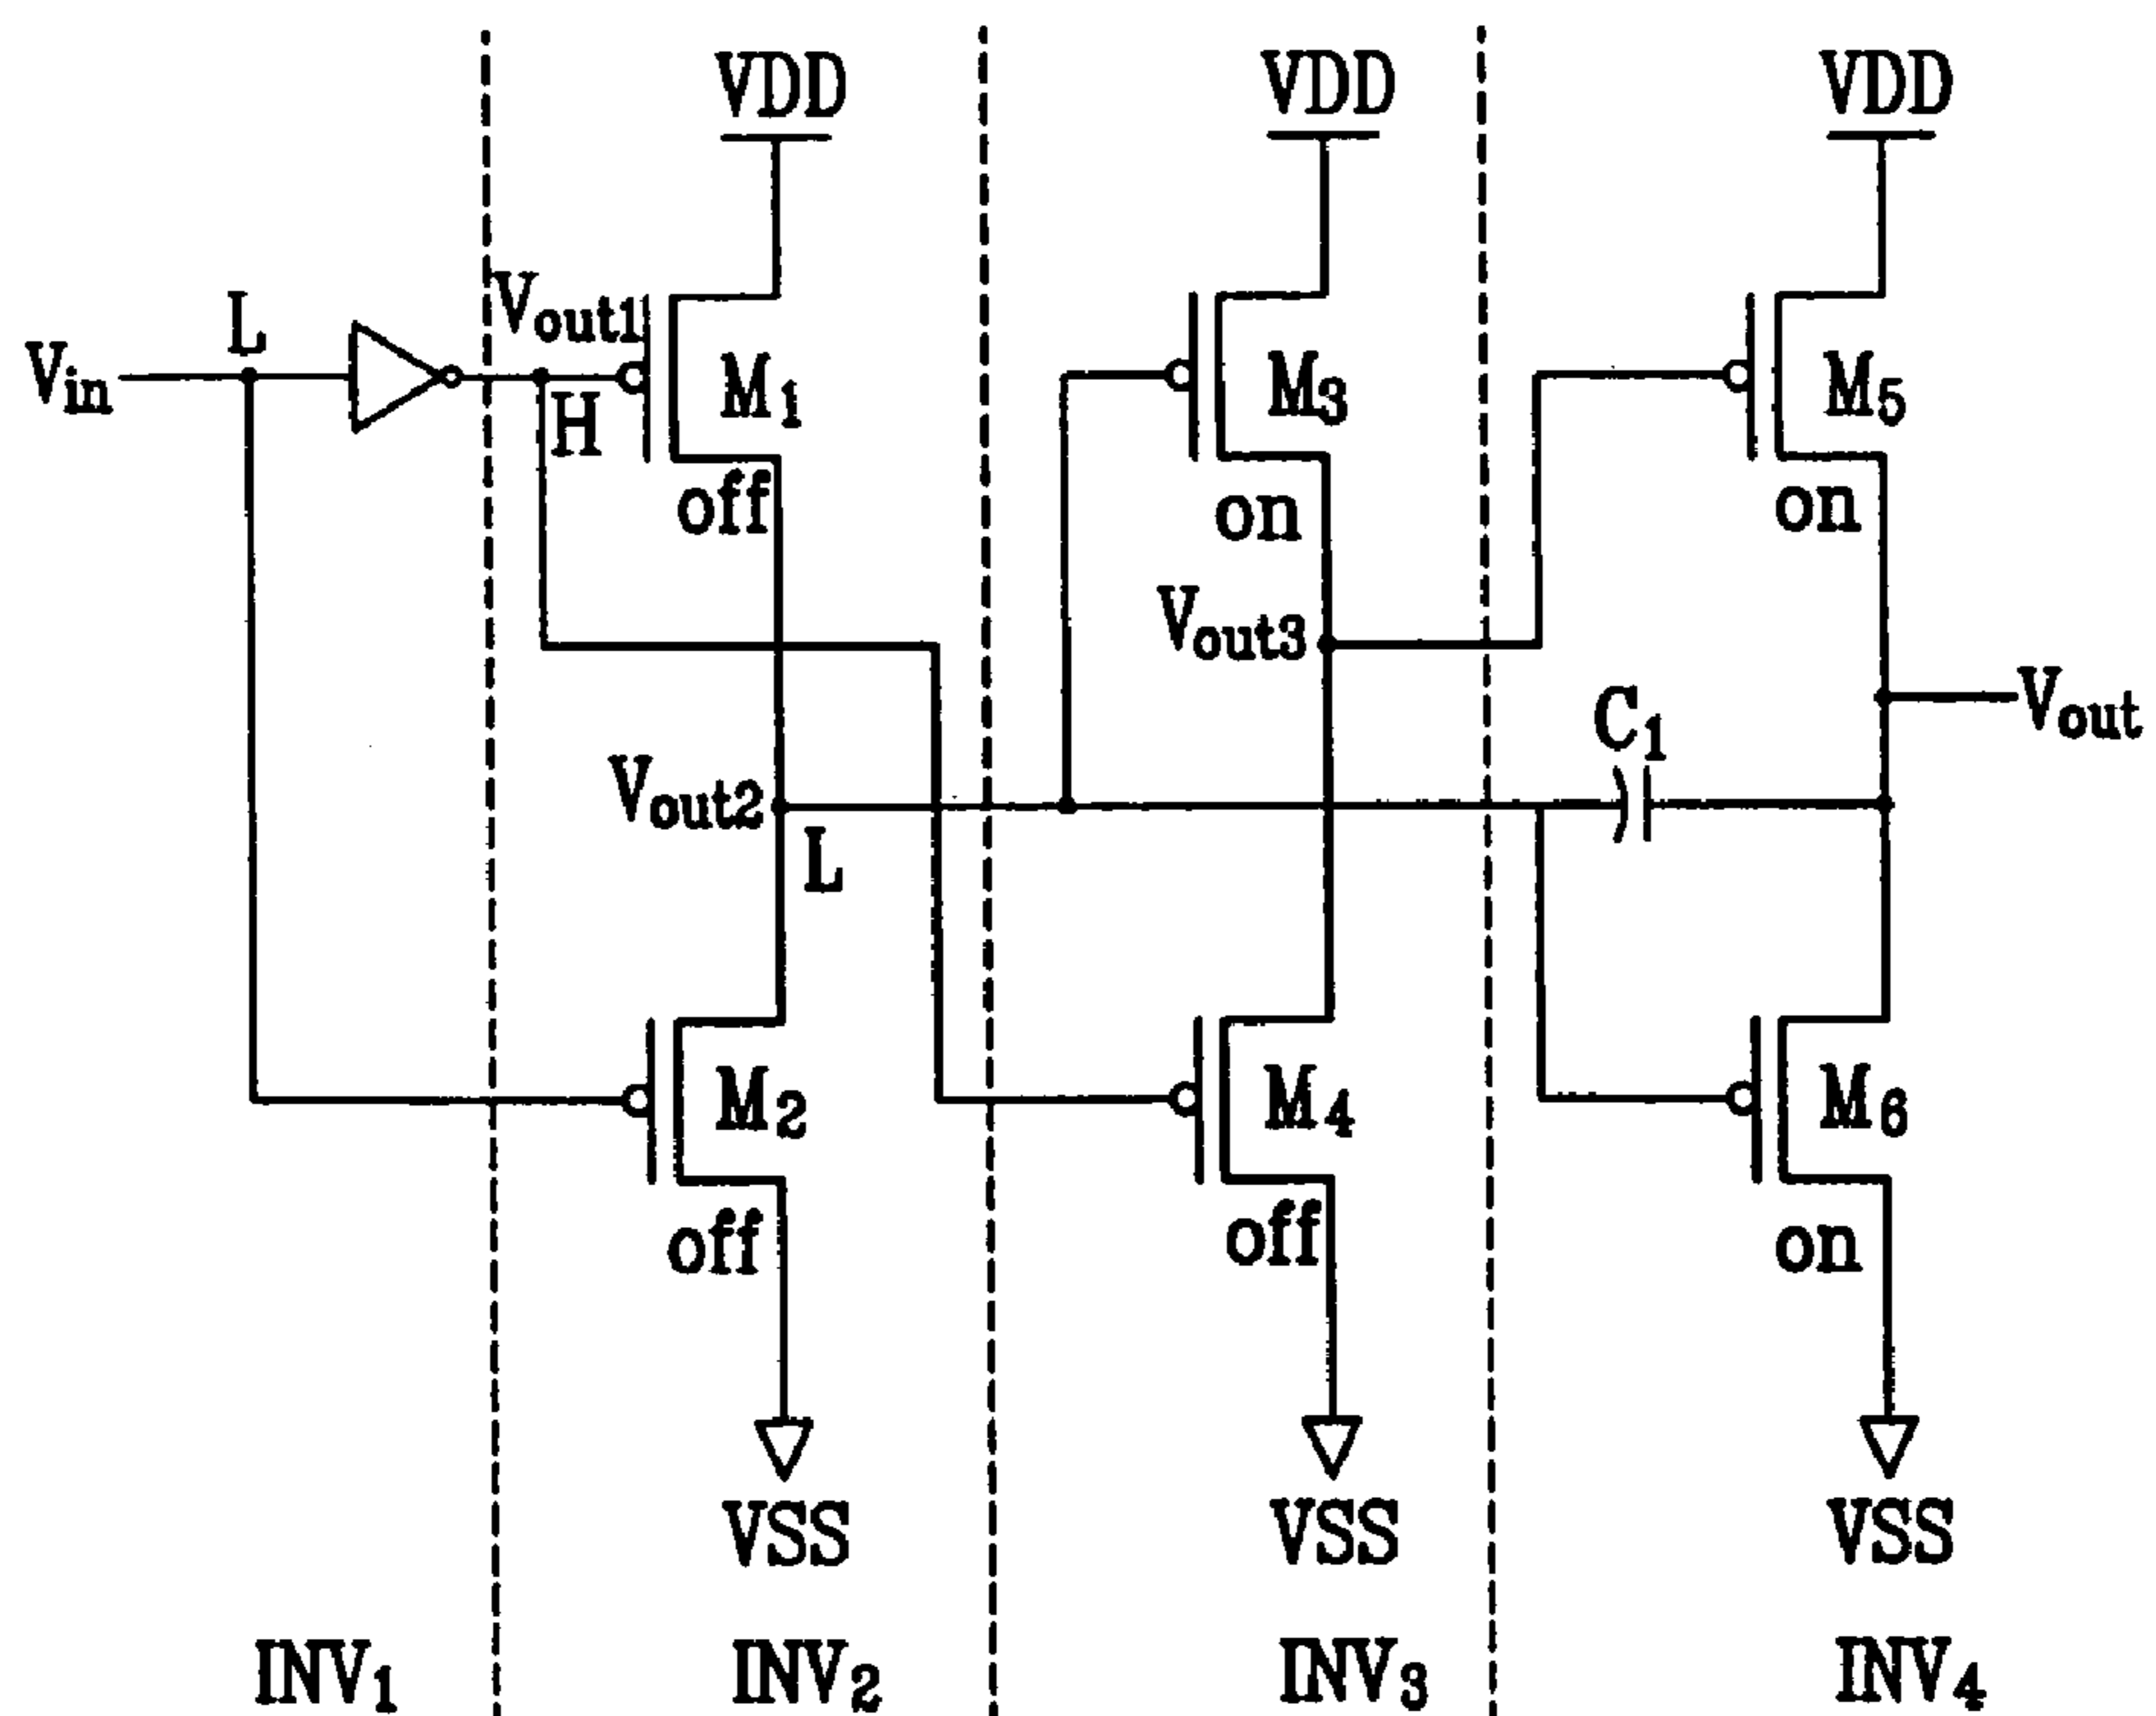 VDD
VDD
VDD
Vin
L
Vout1
H
M1
off
M3
on
M5
on
Vout3
Vout
C1
Vout2
L
M2
off
M4
off
M6
on
VSS
VSS
VSS
INV1
INV2
INV3
INV4